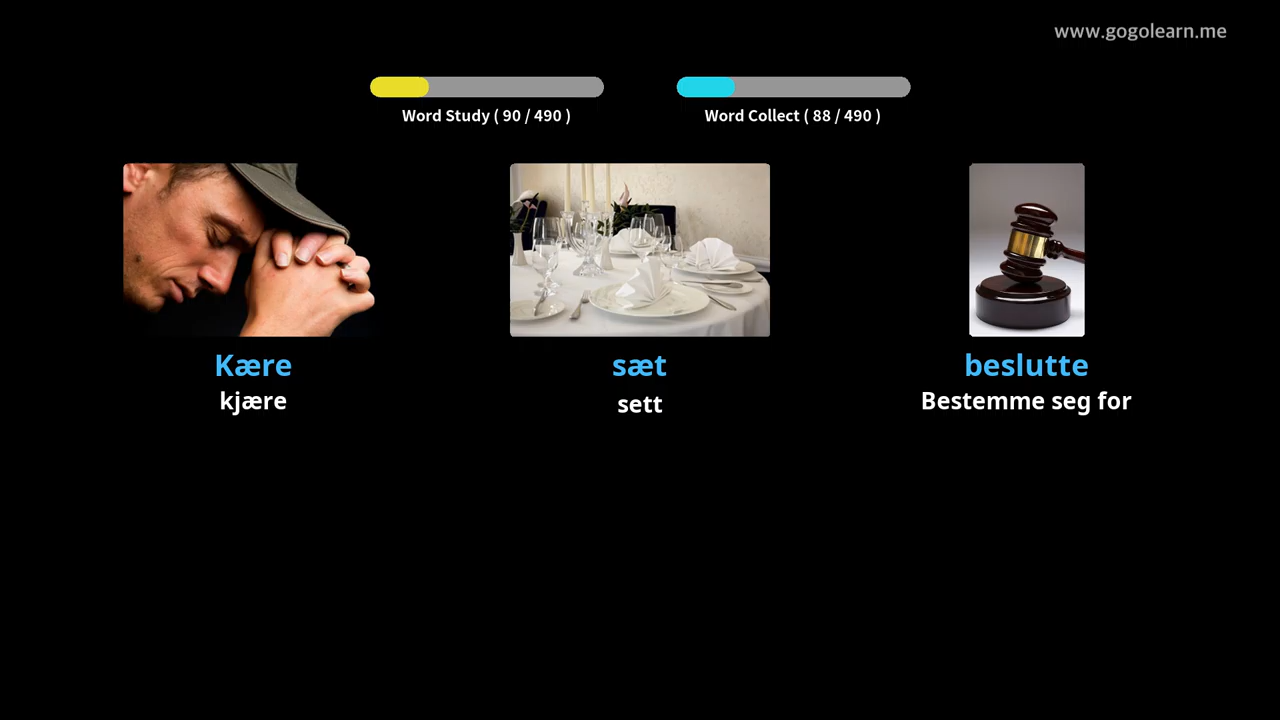 www.gogolearn.me
Word Study ( 90 / 490 )
Word Collect ( 88 / 490 )
Kære
kjære
sæt
sett
beslutte
Bestemme seg for